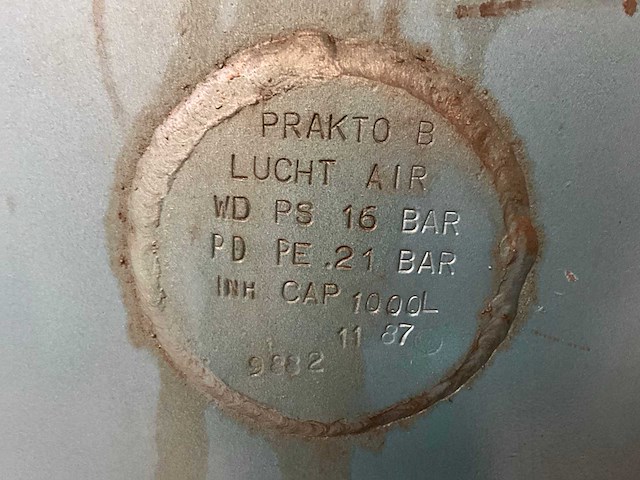 PRAKTO B
LUCHT AIR
WD PS 16 BAR
PD PE .21 BAR
INH CAP 1000L
11 87
9882